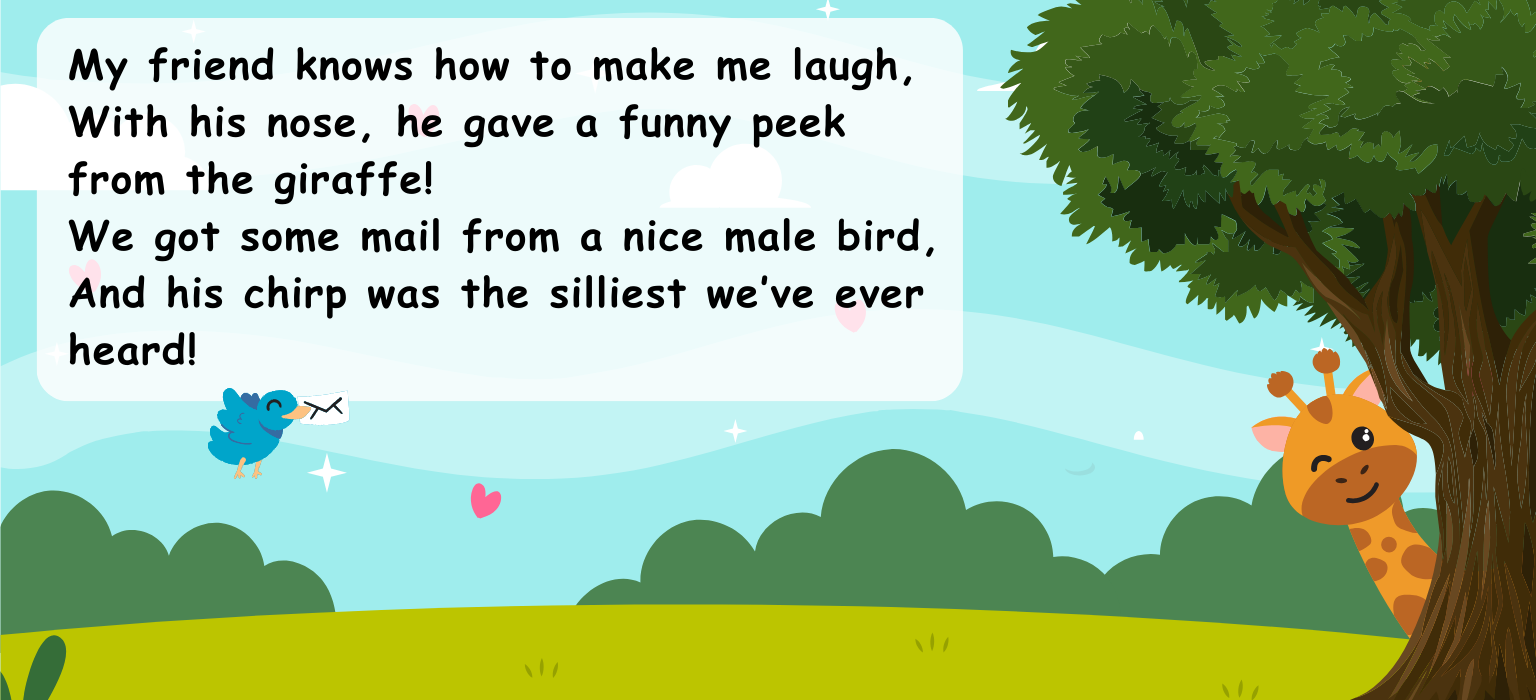 My friend knows how to make me laugh,
With his nose, he gave a funny peek
from the giraffe!
We got some mail from a nice male bird,
And his chirp was the silliest we've ever
heard!